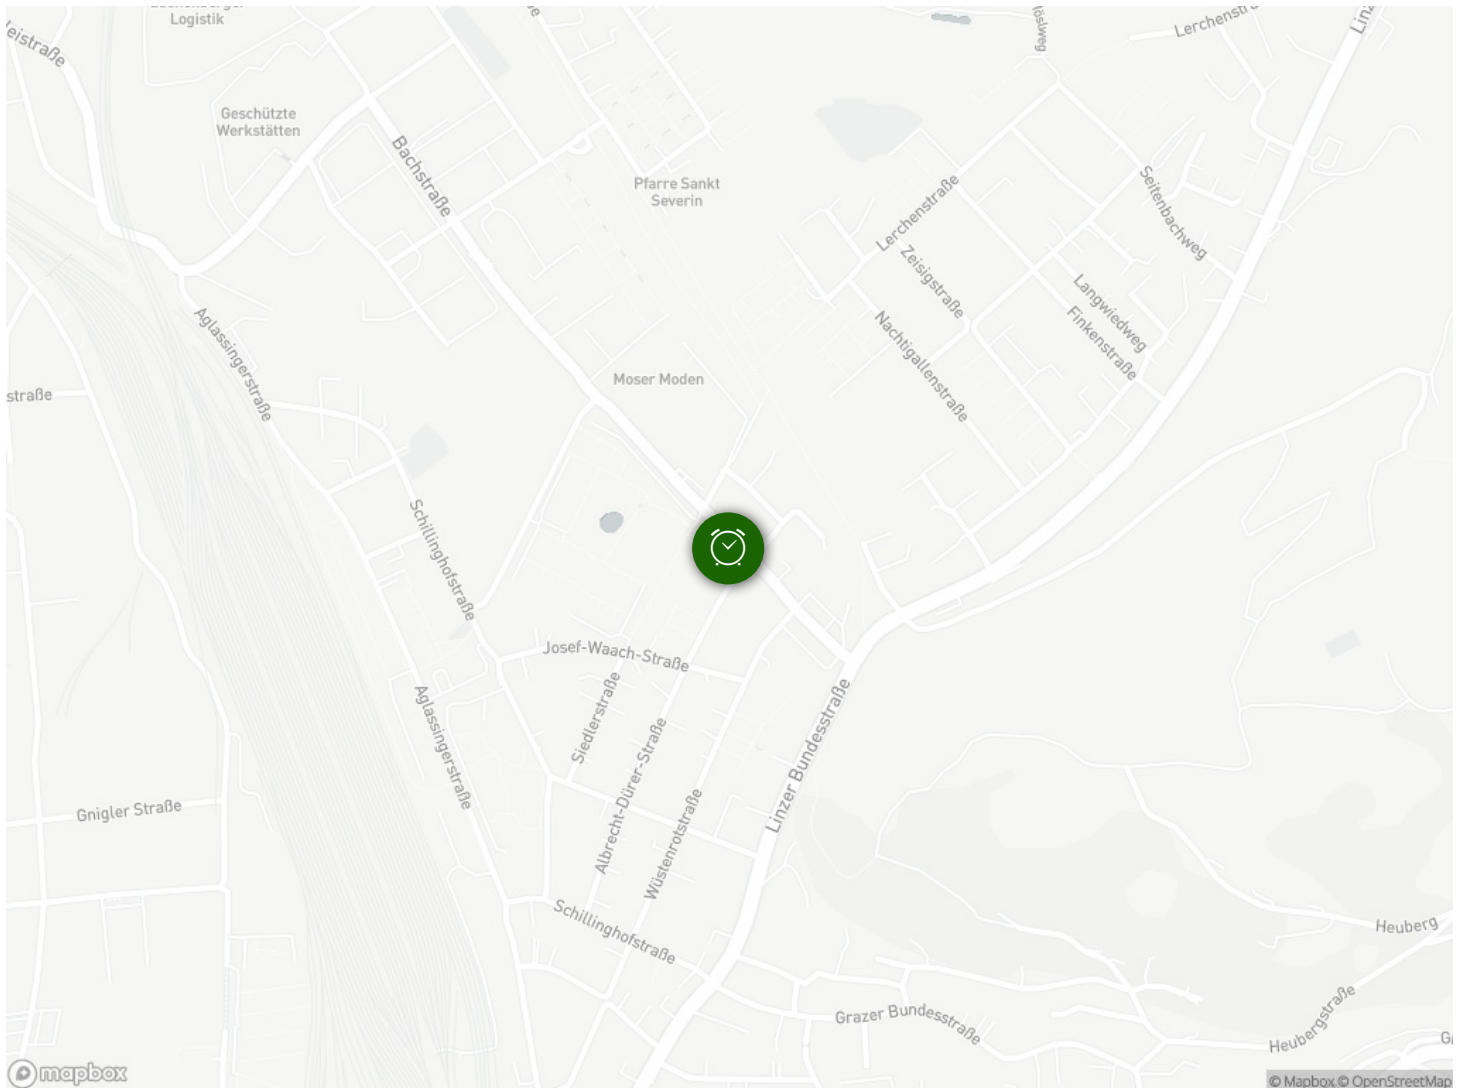 Logistik
Lerchenstr
Geschützte
Werkstätten
Bachstraße
Pfarre Sankt
Severin
Lerchenstraße
Seitenbachweg
Zeisigstraße
Langwiedweg
Finkenstraße
Nachtigallenstraße
Aglassingerstraße
straße
Moser Moden
Schillinghofstraße
Josef-Waach-Straße
Siedlerstraße
Albrecht-Dürer-Straße
Aglassingerstraße
Linzer Bundesstraße
Gnigler Straße
Wüstenrotstraße
Schillinghofstraße
Heuberg
Grazer Bundesstraße
Heubergstraße
mapbox
© Mapbox © OpenStreetMap